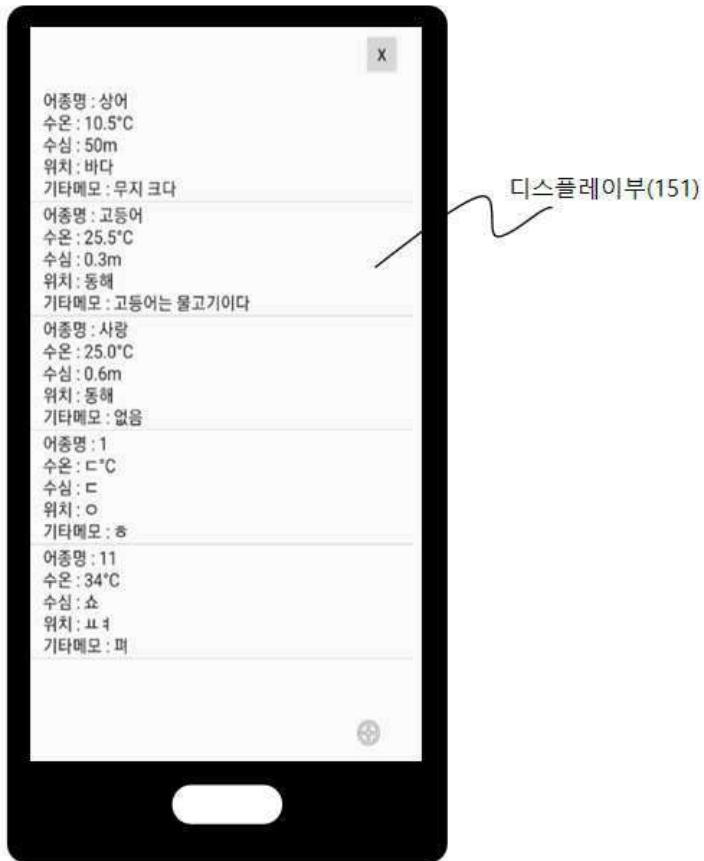 X
어종명 : 상어
수온 : 10.5°C
수심 : 50m
위치 : 바다
기타메모 : 무지 크다
어종명 : 고등어
수온 : 25.5°C
수심 : 0.3m
위치 : 동해
기타메모 : 고등어는 물고기이다
어종명 : 사랑
수온 : 25.0°C
수심 : 0.6m
위치 : 동해
기타메모 : 없음
어종명 : 1
수온 : ㄷ°C
수심 : ㄷ
위치 : ㅇ
기타메모 : ㅎ
어종명 : 11
수온 : 34°C
수심 : 쇼
위치 : ㅛㅕ
기타메모 : 펴
디스플레이부(151)